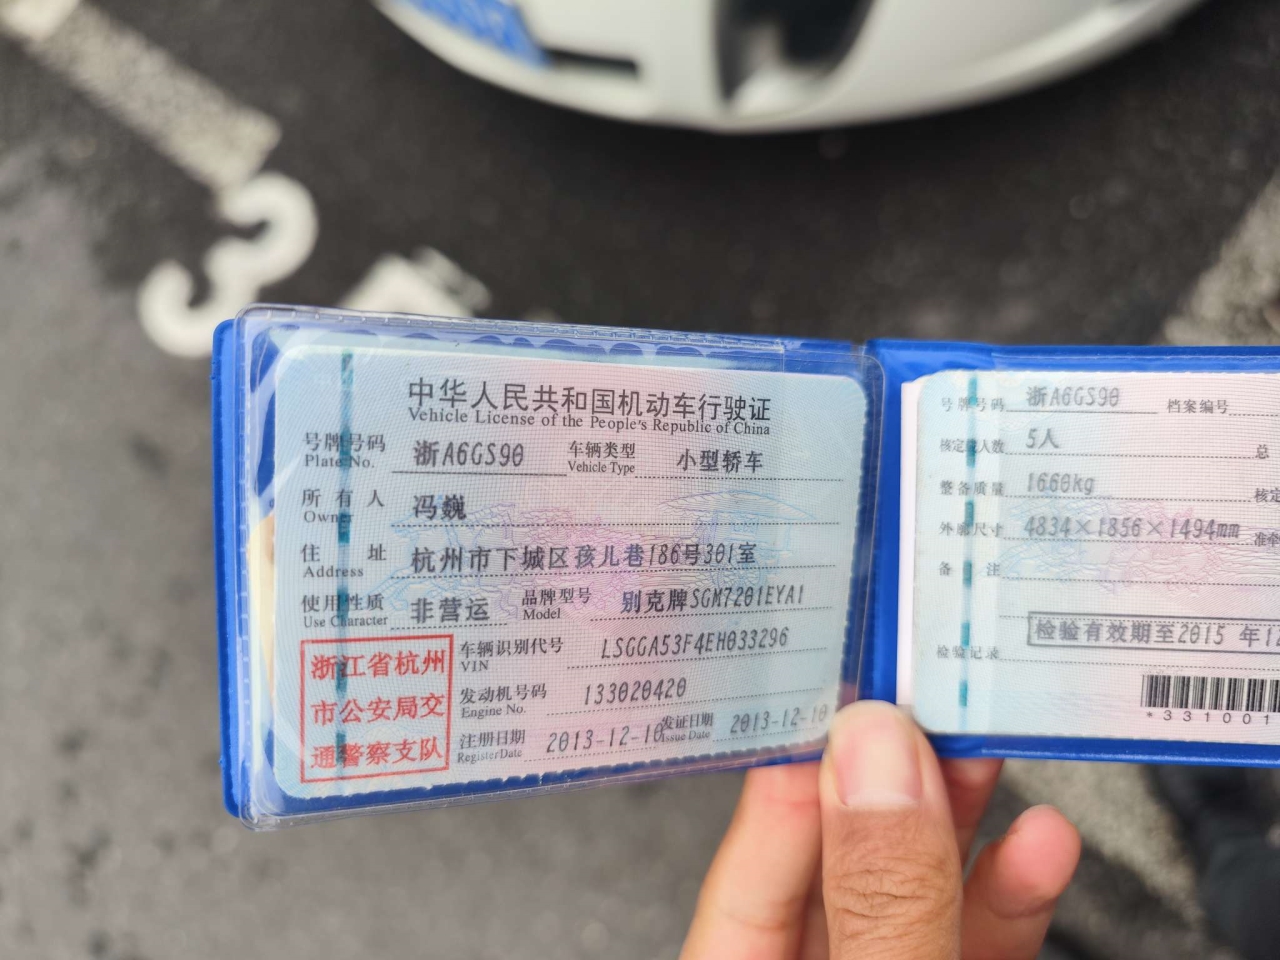 3
中华人民共和国机动车行驶证
Vehicle License of the People's Republic of China
号牌号码 浙A6GS90 车辆类型 小型轿车
Plate No. Vehicle Type
所有人 冯巍
Owner
住址 杭州市下城区孩儿巷186号301室
Address
使用性质 非营运 品牌型号 别克牌SGM7201EYA1
Use Character Model
浙江省杭州
市公安局交
通警察支队
车辆识别代号 LSGGA53F4EH033296
VIN
发动机号码 133020420
Engine No.
注册日期 2013-12-10 发证日期 2013-12-10
Register Date Issue Date
号牌号码 浙A6GS90 档案编号
核定载人数 5人 总
整备质量 1660kg 核定
外廓尺寸 4834×1856×1494mm 准牵
备注
检验有效期至2015 年12
检验记录
*331001